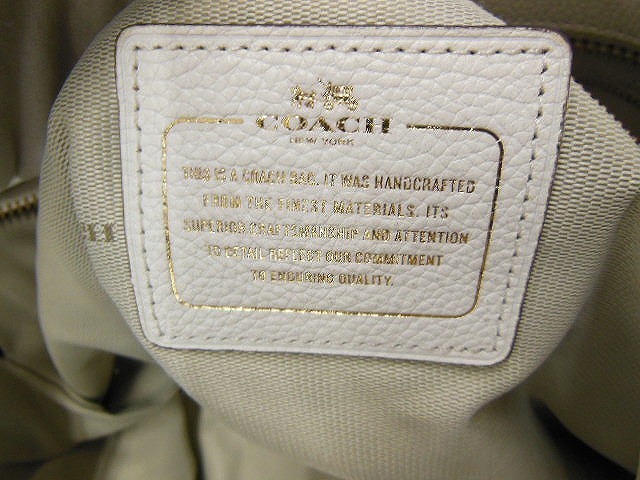 COACH
NEW YORK
THIS IS A COACH BAG. IT WAS HANDCRAFTED
FROM THE FINEST MATERIALS. ITS
SUPERIOR CRAFTSMANSHIP AND ATTENTION
TO DETAIL REFLECT OUR COMMITMENT
TO ENDURING QUALITY.